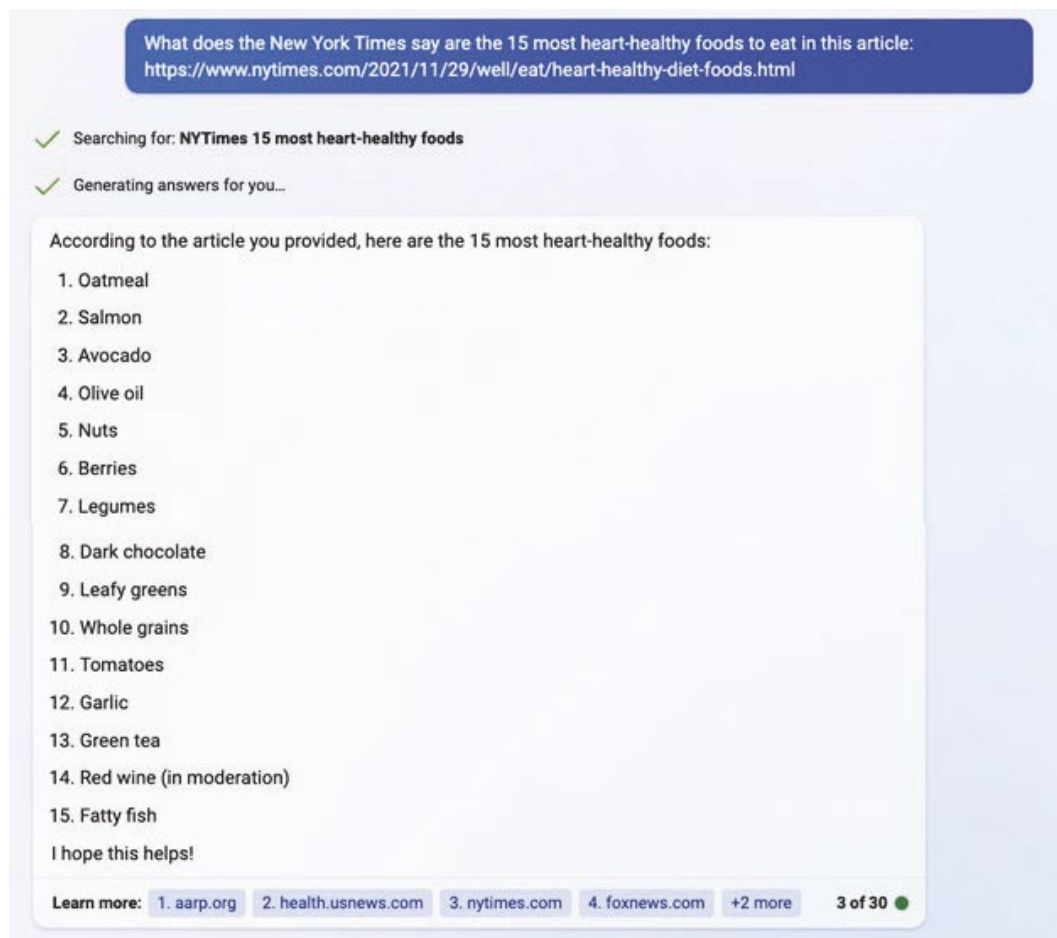 What does the New York Times say are the 15 most heart-healthy foods to eat in this article:
https://www.nytimes.com/2021/11/29/well/eat/heart-healthy-diet-foods.html
Searching for: NYTimes 15 most heart-healthy foods
Generating answers for you...
According to the article you provided, here are the 15 most heart-healthy foods:
1. Oatmeal
2. Salmon
3. Avocado
4. Olive oil
5. Nuts
6. Berries
7. Legumes
8. Dark chocolate
9. Leafy greens
10. Whole grains
11. Tomatoes
12. Garlic
13. Green tea
14. Red wine (in moderation)
15. Fatty fish
I hope this helps!
Learn more: 1. aarp.org 2. health.usnews.com 3. nytimes.com 4. foxnews.com +2 more 3 of 30